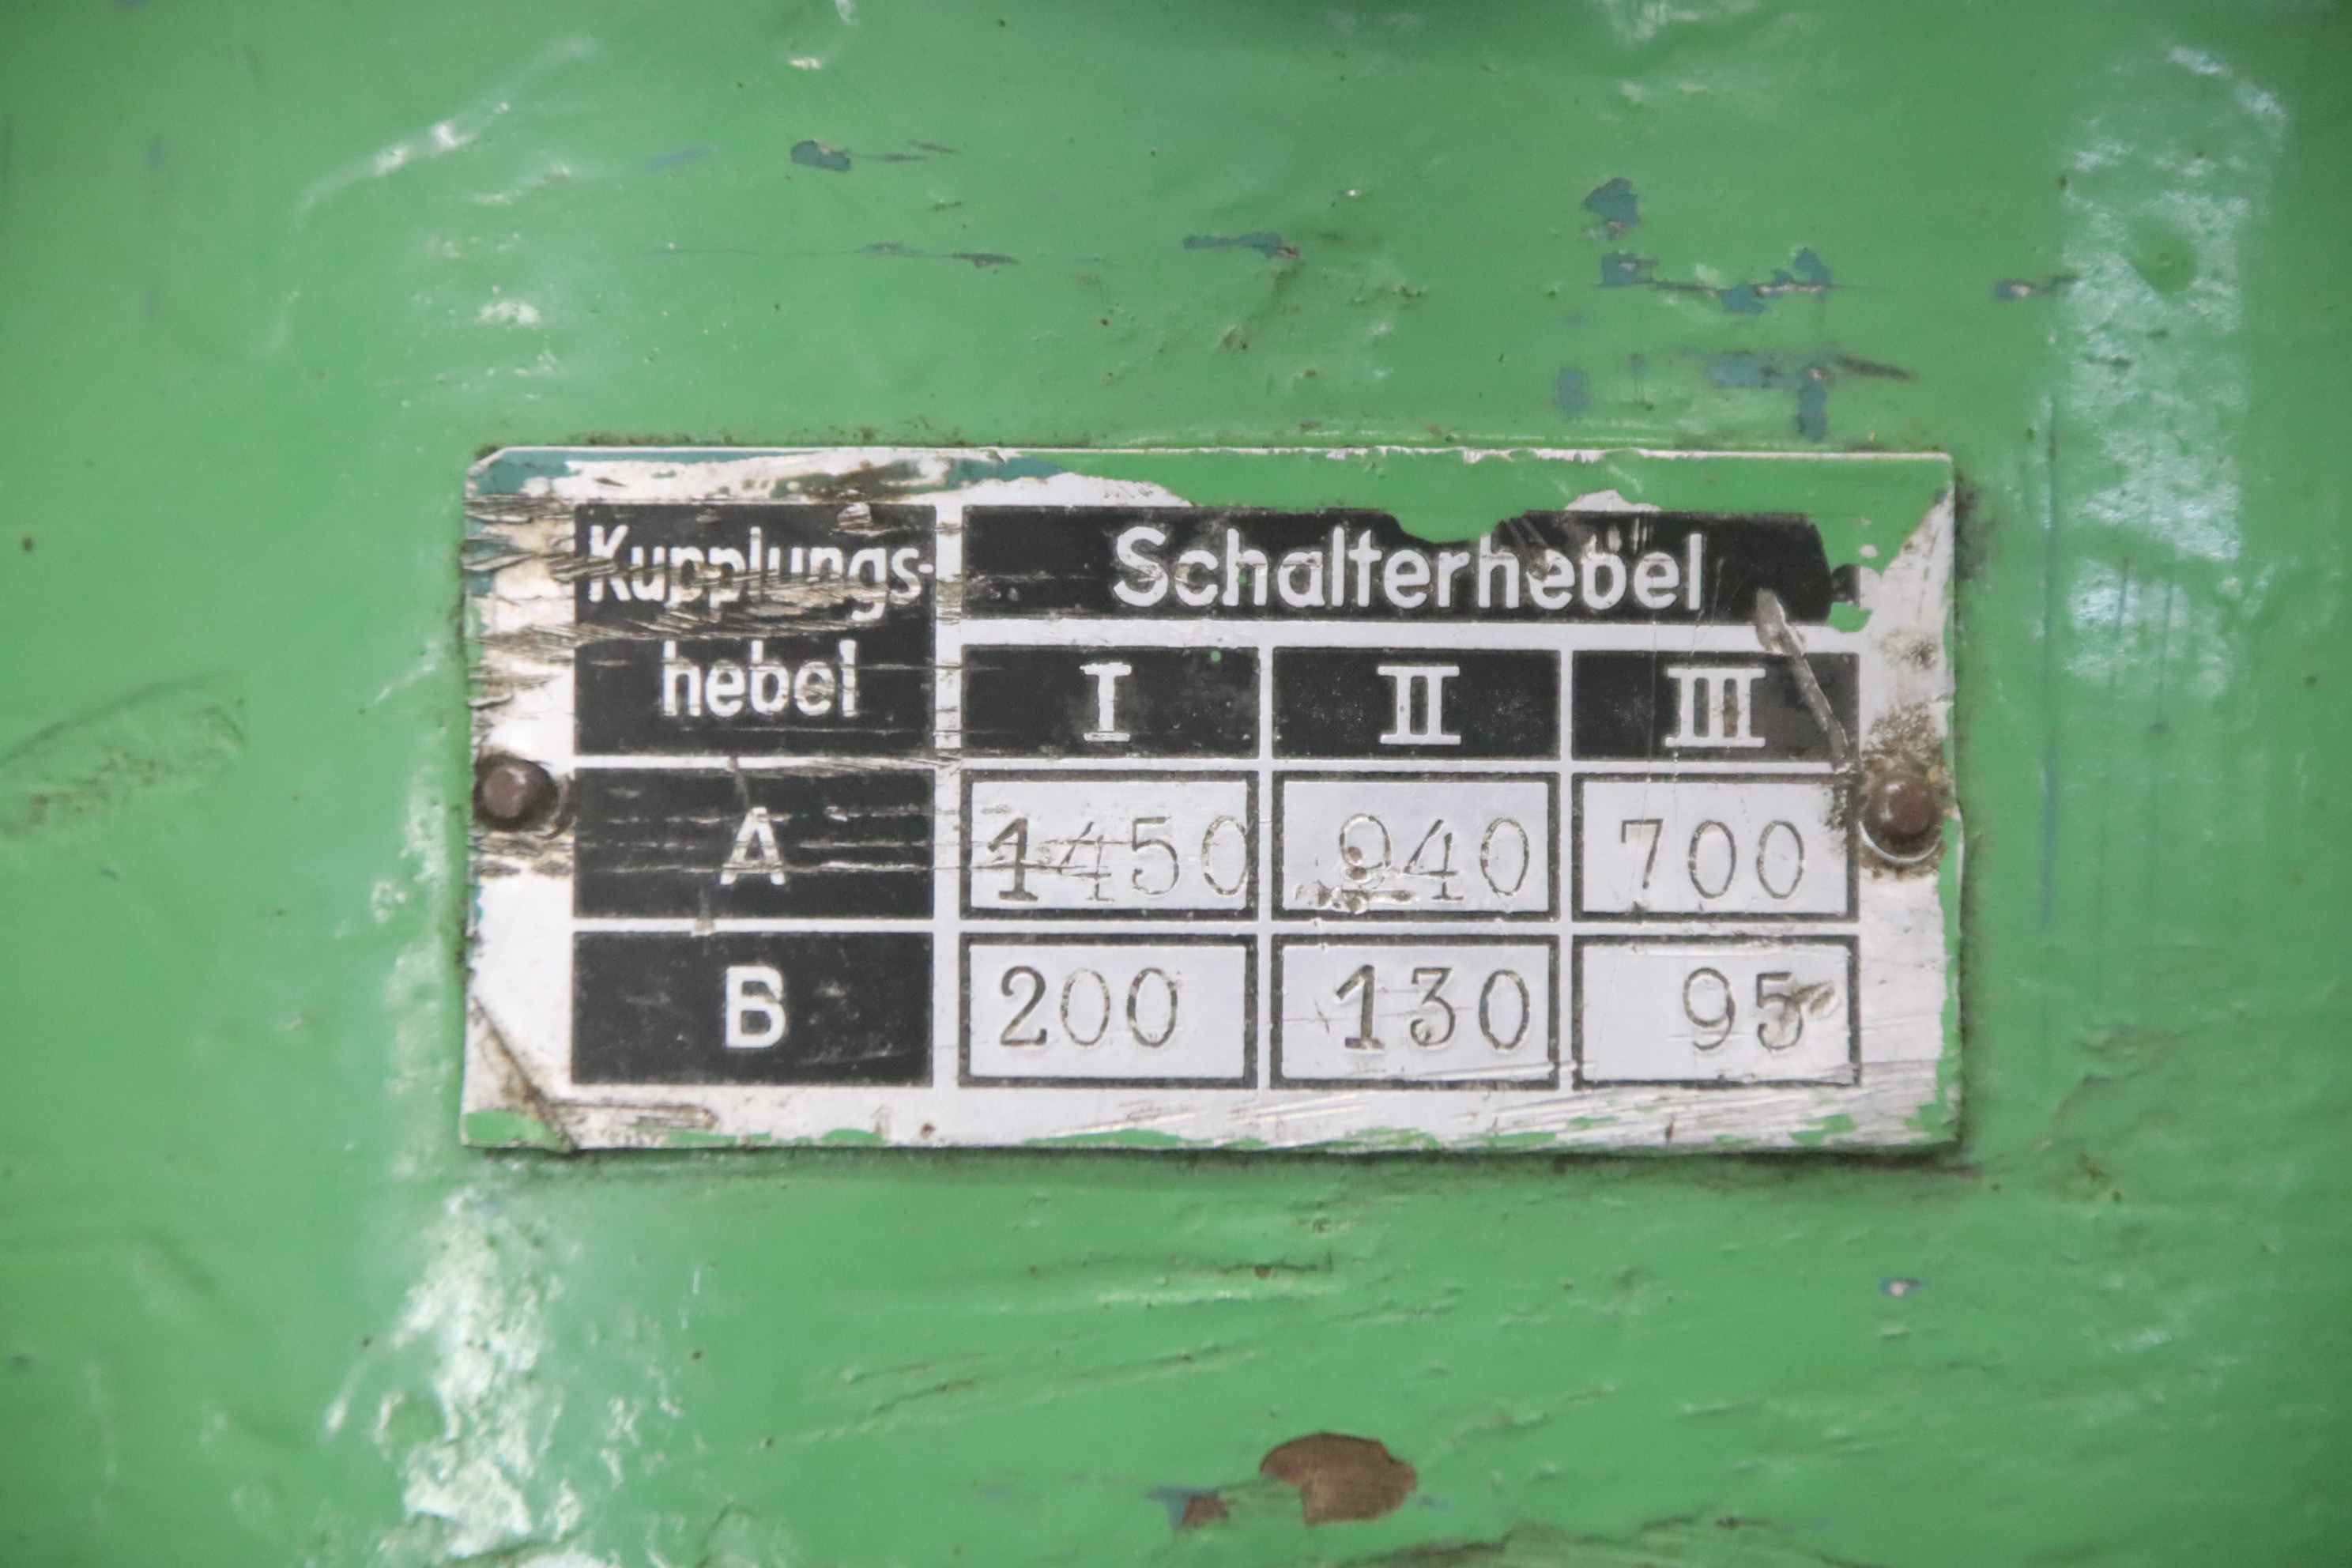 Kupplungs- Schalterhebel
hebel I II III
A 1450 940 700
B 200 130 95